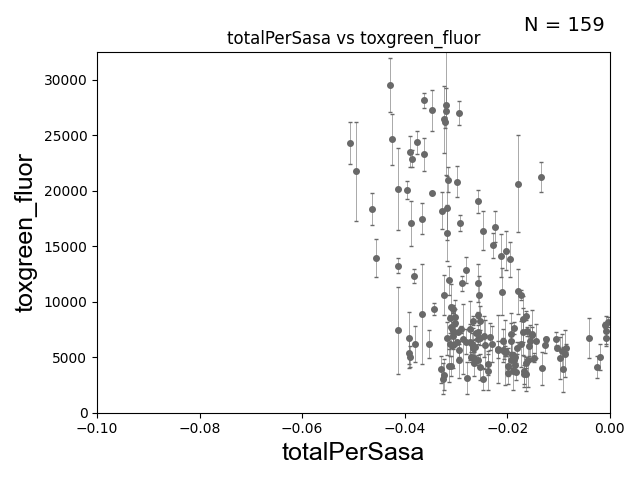 N = 159
totalPerSasa vs toxgreen_fluor
toxgreen_fluor
30000
25000
20000
15000
10000
5000
0
−0.10 −0.08 −0.06 −0.04 −0.02 0.00
totalPerSasa